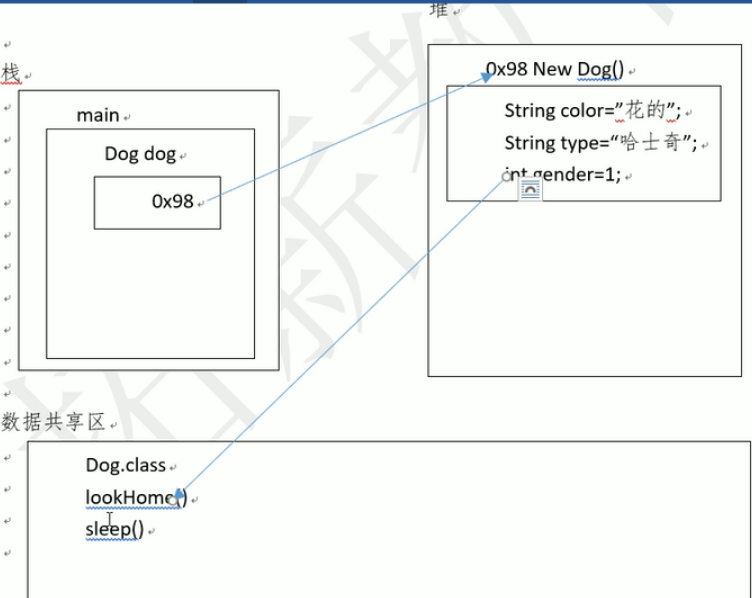 堆
栈
0x98 New Dog()
main
String color=”花的”;
Dog dog
String type=“哈士奇”;
0x98
int gender=1;
数据共享区
Dog.class
lookHome()
sleep()